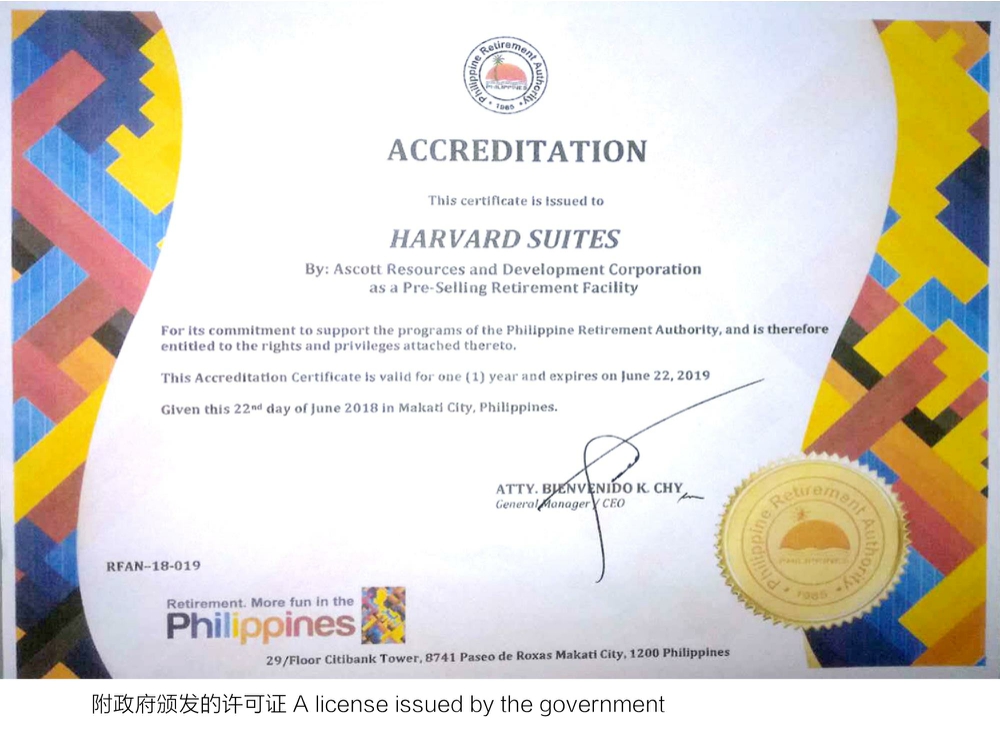 Philippine Retirement Authority
PHILIPPINES
• 1985 •
ACCREDITATION
This certificate is issued to
HARVARD SUITES
By: Ascott Resources and Development Corporation
as a Pre-Selling Retirement Facility
For its commitment to support the programs of the Philippine Retirement Authority, and is therefore
entitled to the rights and privileges attached thereto.
This Accreditation Certificate is valid for one (1) year and expires on June 22, 2019
Given this 22nd day of June 2018 in Makati City, Philippines.
ATTY. BIENVENIDO K. CHY
General Manager / CEO
Philippine Retirement Authority
PHILIPPINES
• 1985 •
RFAN--18-019
Retirement. More fun in the
Philippines
29/Floor Citibank Tower, 8741 Paseo de Roxas Makati City, 1200 Philippines
附政府颁发的许可证 A license issued by the government